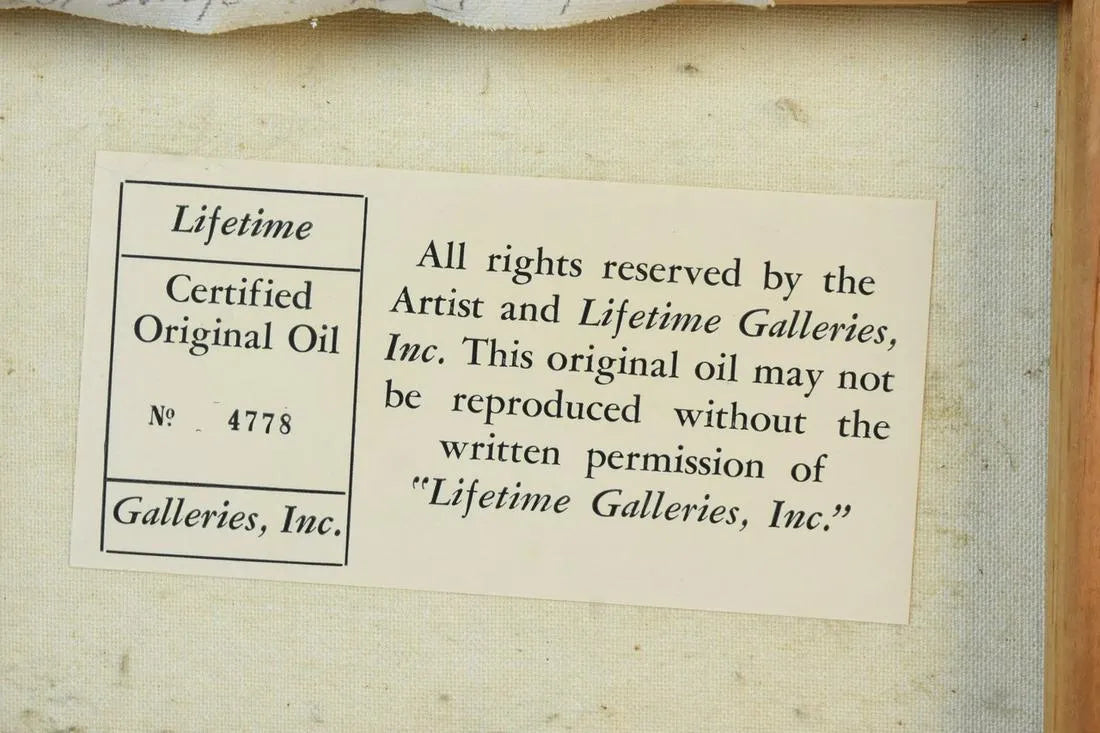 Lifetime
Certified
Original Oil
Nº 4778
Galleries, Inc.
All rights reserved by the
Artist and Lifetime Galleries,
Inc. This original oil may not
be reproduced without the
written permission of
“Lifetime Galleries, Inc.”